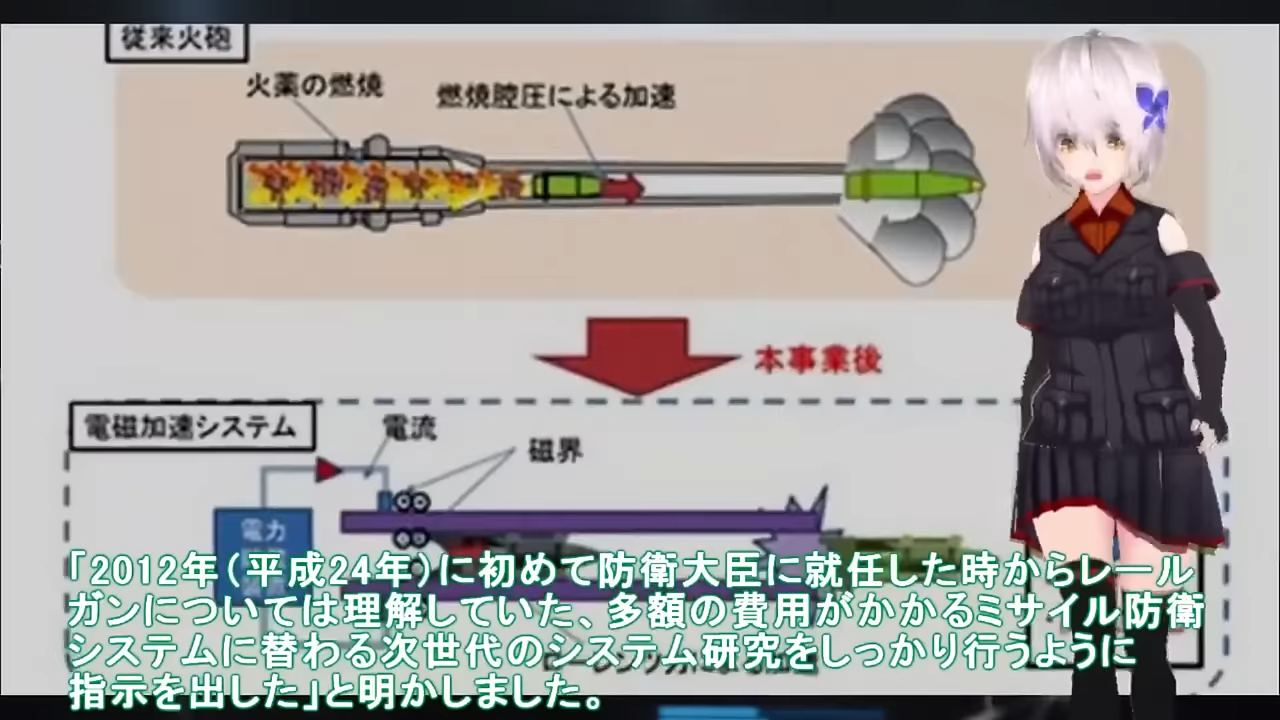 従来火砲
火薬の燃焼
燃焼腔圧による加速
本事業後
電磁加速システム
電流
磁界
電力
「2012年(平成24年)に初めて防衛大臣に就任した時からレール
ガンについては理解していた、多額の費用がかかるミサイル防衛
システムに替わる次世代のシステム研究をしっかり行うように
指示を出した」と明かしました。